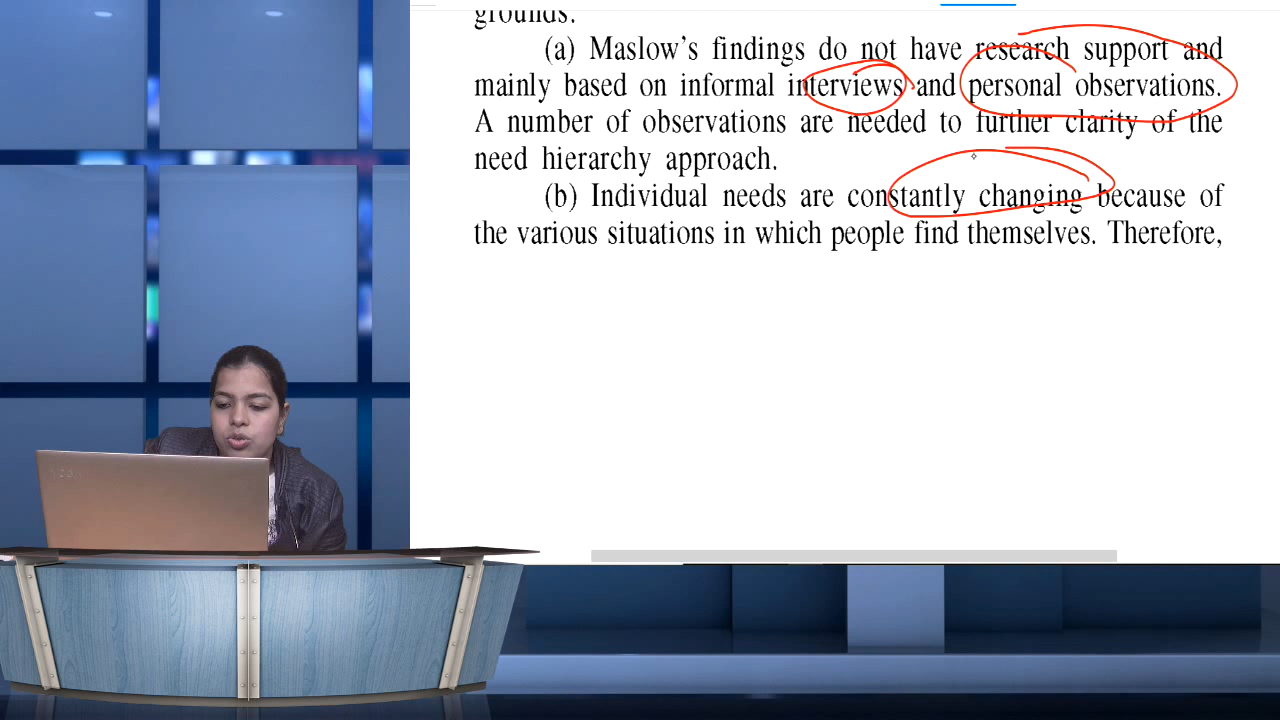 grounds.
(a) Maslow's findings do not have research support and
mainly based on informal interviews and personal observations.
A number of observations are needed to further clarity of the
need hierarchy approach.
(b) Individual needs are constantly changing because of
the various situations in which people find themselves. Therefore,